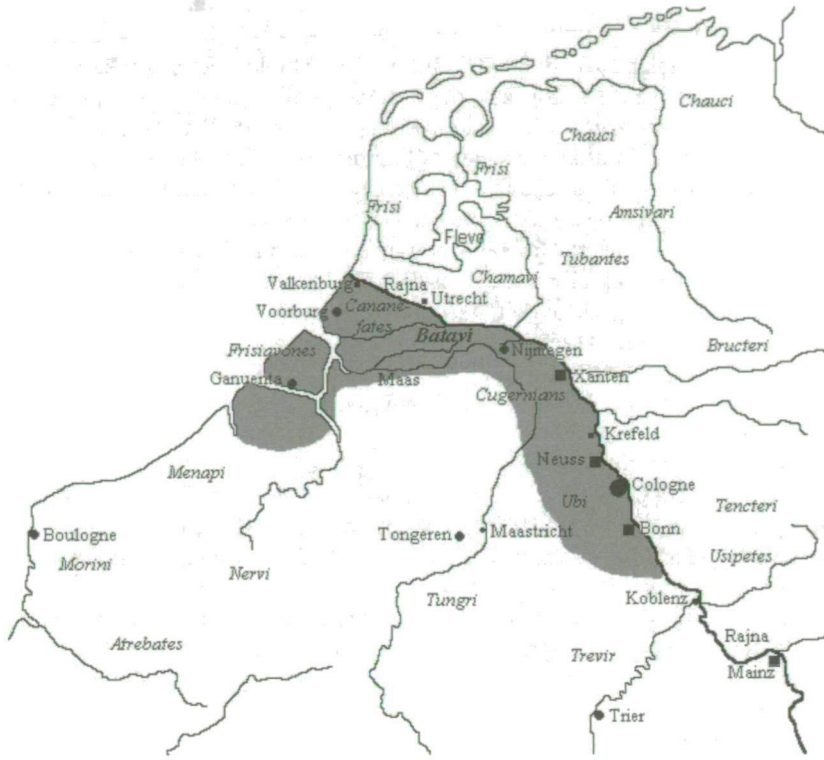 Chauci
Chauci
Frisi
Frisi
Amsivari
Flevo
Tubantes
Chamavi
Valkenburg
Rajna
Utrecht
Voorburg
Canane-
fates
Batavi
Bructeri
Frisiavones
Nijmegen
Xanten
Ganuenta
Maas
Cugernians
Krefeld
Menapi
Neuss
Cologne
Ubi
Tencteri
Boulogne
Tongeren
Maastricht
Bonn
Morini
Nervi
Usipetes
Tungri
Koblenz
Atrebates
Trevir
Rajna
Mainz
Trier